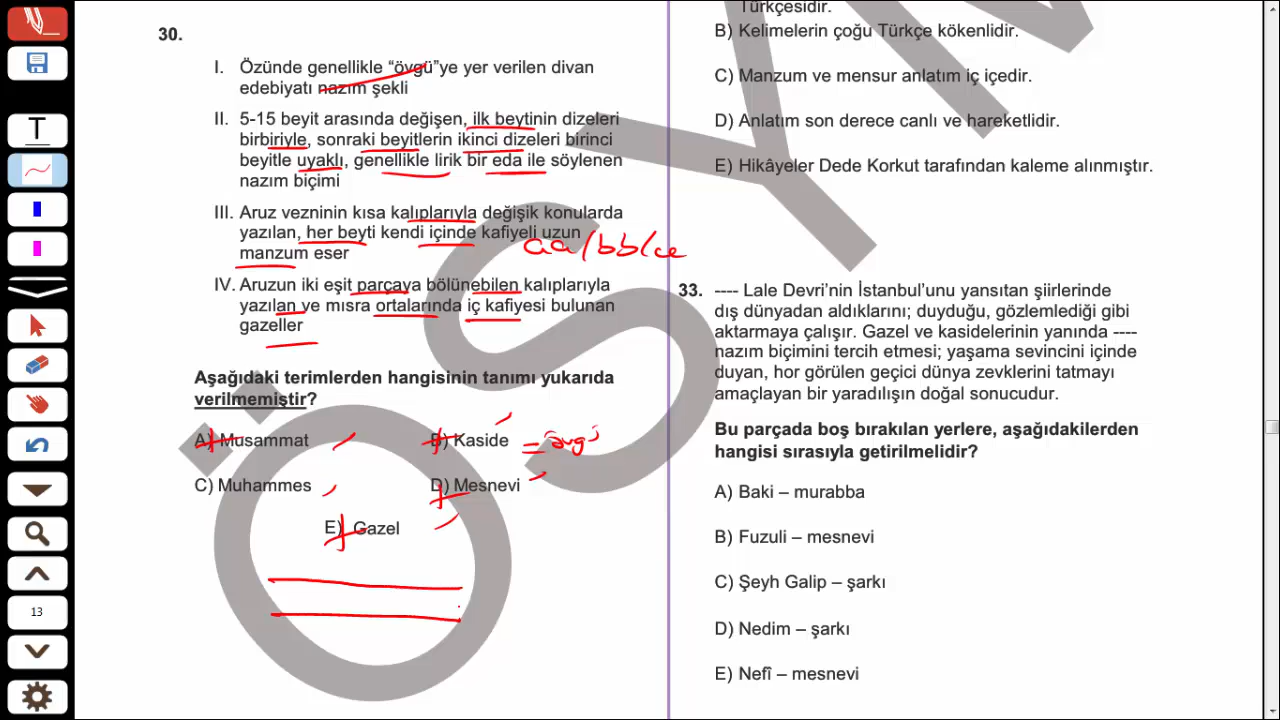 30.
I. Özünde genellikle “övgü”ye yer verilen divan
edebiyatı nazım şekli
II. 5-15 beyit arasında değişen, ilk beytinin dizeleri
birbiriyle, sonraki beyitlerin ikinci dizeleri birinci
beyitle uyaklı, genellikle lirik bir eda ile söylenen
nazım biçimi
III. Aruz vezninin kısa kalıplarıyla değişik konularda
yazılan, her beyti kendi içinde kafiyeli uzun
manzum eser
aa/bb/cc
IV. Aruzun iki eşit parçaya bölünebilen kalıplarıyla
yazılan ve mısra ortalarında iç kafiyesi bulunan
gazeller
Aşağıdaki terimlerden hangisinin tanımı yukarıda
verilmemiştir?
A) Musammat
B) Kaside = övgü
C) Muhammes
D) Mesnevi
E) Gazel
Türkçesidir.
B) Kelimelerin çoğu Türkçe kökenlidir.
C) Manzum ve mensur anlatım iç içedir.
D) Anlatım son derece canlı ve hareketlidir.
E) Hikâyeler Dede Korkut tarafından kaleme alınmıştır.
33. ---- Lale Devri’nin İstanbul’unu yansıtan şiirlerinde
dış dünyadan aldıklarını; duyduğu, gözlemlediği gibi
aktarmaya çalışır. Gazel ve kasidelerinin yanında ----
nazım biçimini tercih etmesi; yaşama sevincini içinde
duyan, hor görülen geçici dünya zevklerini tatmayı
amaçlayan bir yaradılışın doğal sonucudur.
Bu parçada boş bırakılan yerlere, aşağıdakilerden
hangisi sırasıyla getirilmelidir?
A) Baki – murabba
B) Fuzuli – mesnevi
C) Şeyh Galip – şarkı
D) Nedim – şarkı
E) Nefî – mesnevi
T
13
ÖSYM